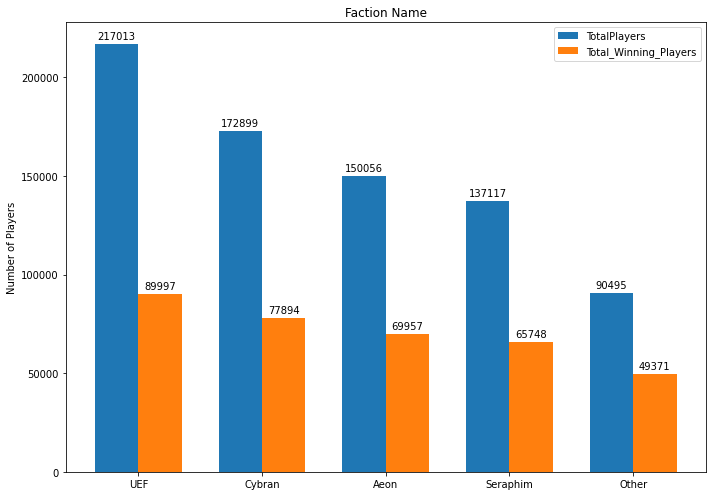 Faction Name
TotalPlayers
Total_Winning_Players
Number of Players
200000
150000
100000
50000
0
217013
89997
172899
77894
150056
69957
137117
65748
90495
49371
UEF
Cybran
Aeon
Seraphim
Other